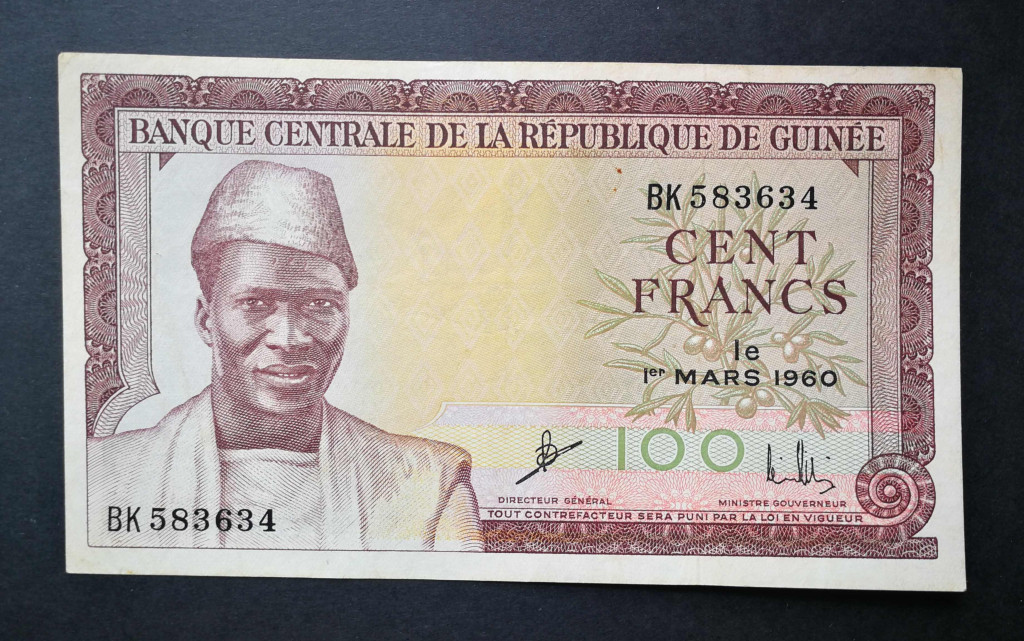 BANQUE CENTRALE DE LA RÉPUBLIQUE DE GUINÉE
BK 583634
CENT
FRANCS
le
1er MARS 1960
100
DIRECTEUR GÉNÉRAL
MINISTRE GOUVERNEUR
TOUT CONTREFACTEUR SERA PUNI PAR LA LOI EN VIGUEUR
BK 583634